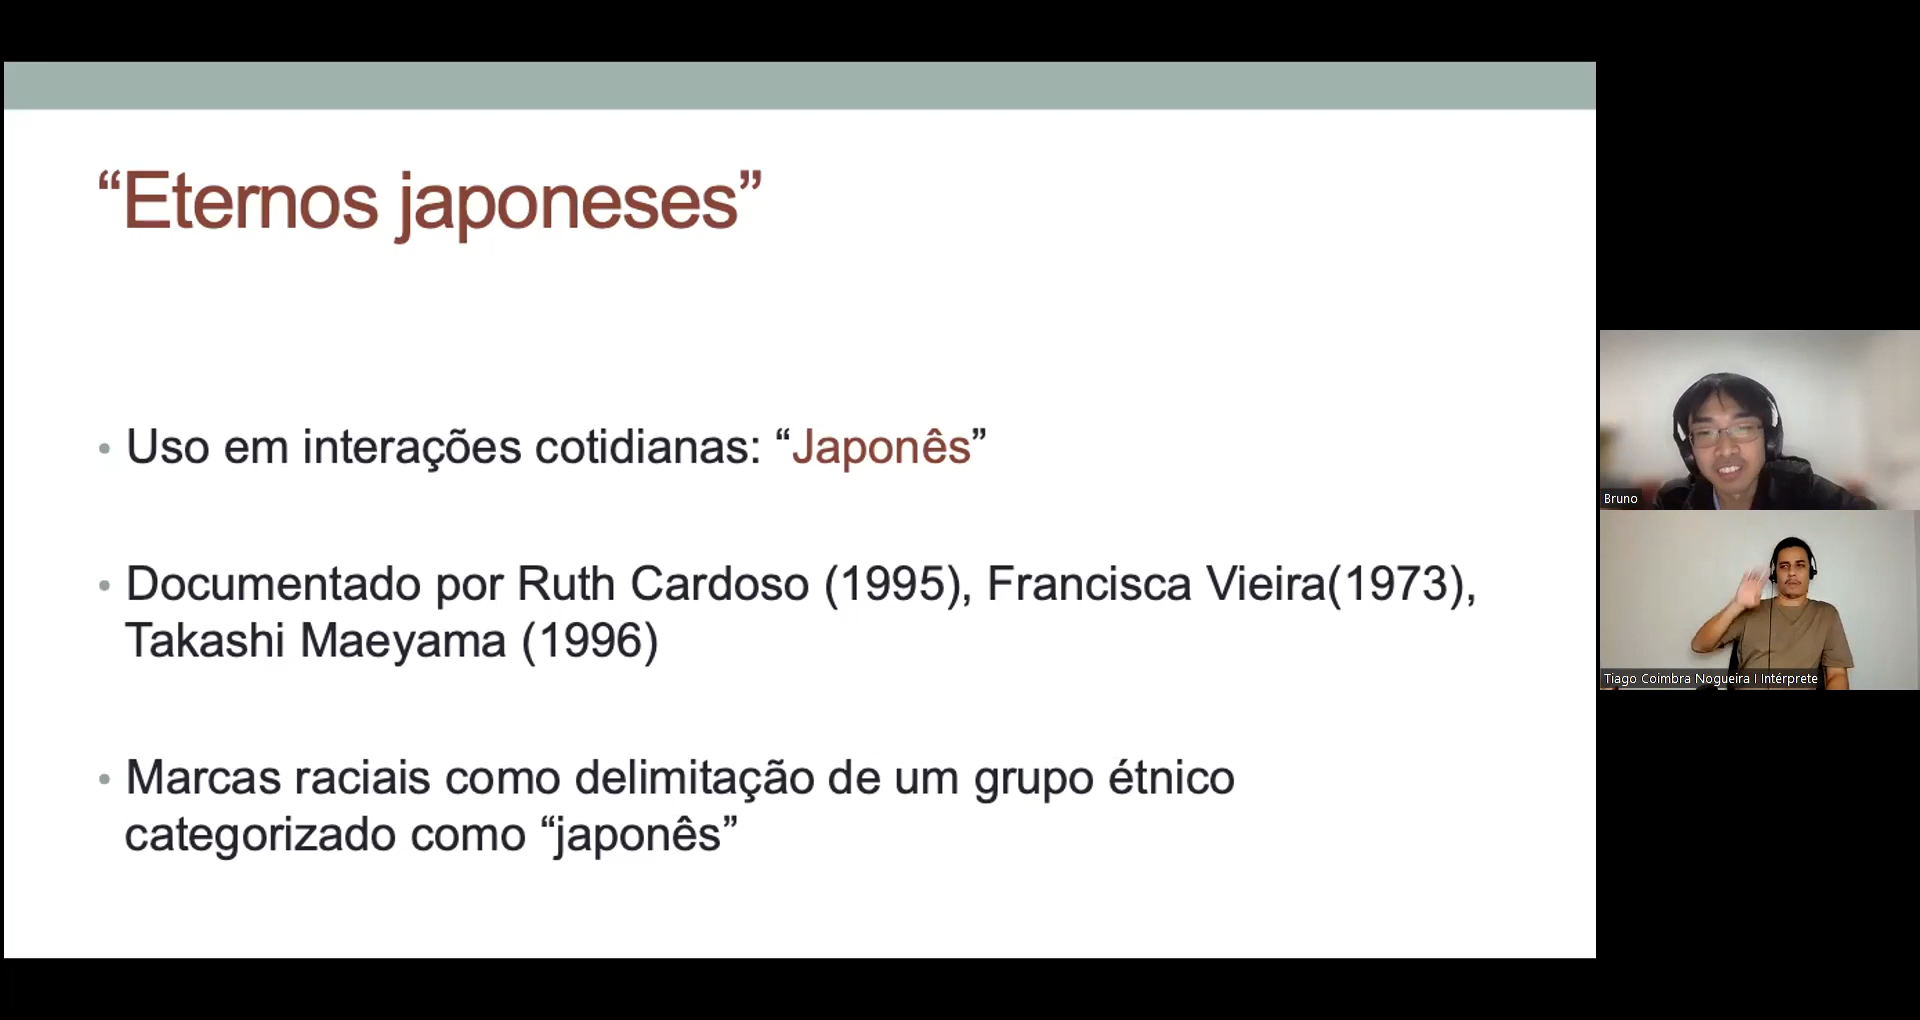 “Eternos japoneses”
• Uso em interações cotidianas: “Japonês”
• Documentado por Ruth Cardoso (1995), Francisca Vieira(1973),
Takashi Maeyama (1996)
• Marcas raciais como delimitação de um grupo étnico
categorizado como “japonês”
Bruno
Tiago Coimbra Nogueira I Intérprete